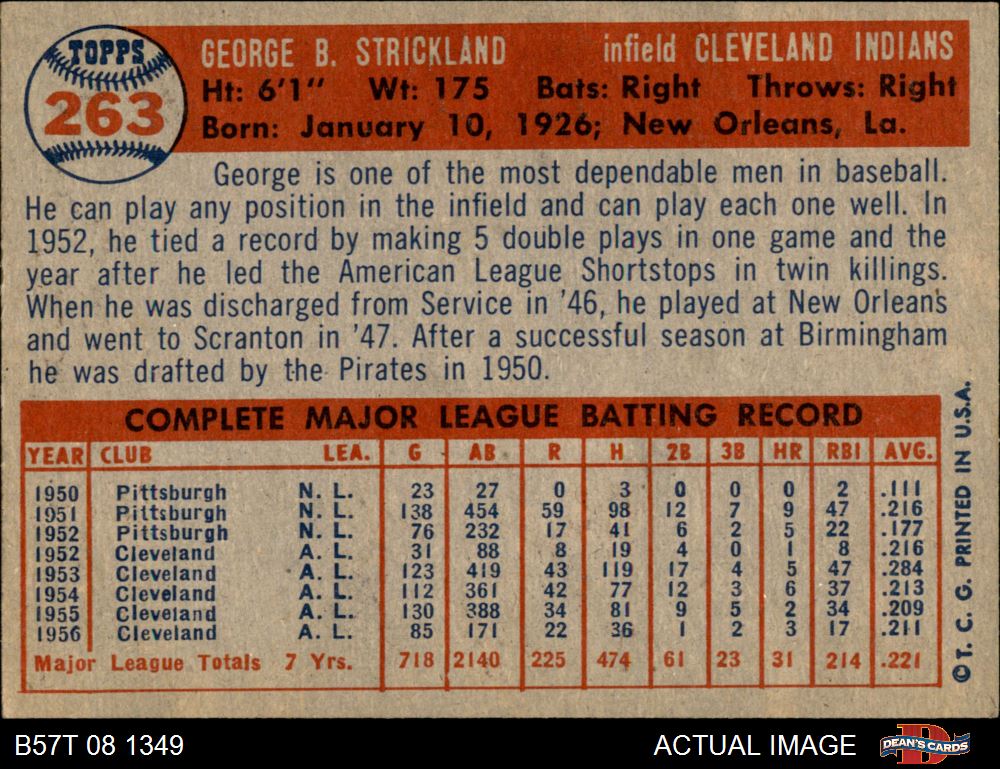 TOPPS
263
GEORGE B. STRICKLAND infield CLEVELAND INDIANS
Ht: 6'1" Wt: 175 Bats: Right Throws: Right
Born: January 10, 1926; New Orleans, La.
George is one of the most dependable men in baseball.
He can play any position in the infield and can play each one well. In
1952, he tied a record by making 5 double plays in one game and the
year after he led the American League Shortstops in twin killings.
When he was discharged from Service in '46, he played at New Orleans
and went to Scranton in '47. After a successful season at Birmingham
he was drafted by the Pirates in 1950.
COMPLETE MAJOR LEAGUE BATTING RECORD
YEAR CLUB LEA. G AB R H 2B 3B HR RBI AVG.
1950 Pittsburgh N. L. 23 27 0 3 0 0 0 2 .111
1951 Pittsburgh N. L. 138 454 59 98 12 7 9 47 .216
1952 Pittsburgh N. L. 76 232 17 41 6 2 5 22 .177
1952 Cleveland A. L. 31 88 8 19 4 0 1 8 .216
1953 Cleveland A. L. 123 419 43 119 17 4 5 47 .284
1954 Cleveland A. L. 112 361 42 77 12 3 6 37 .213
1955 Cleveland A. L. 130 388 34 81 9 5 2 34 .209
1956 Cleveland A. L. 85 171 22 36 1 2 3 17 .211
Major League Totals 7 Yrs. 718 2140 225 474 61 23 31 214 .221
©T. C. G. PRINTED IN U.S.A.
B57T 08 1349 ACTUAL IMAGE DEAN'S CARDS